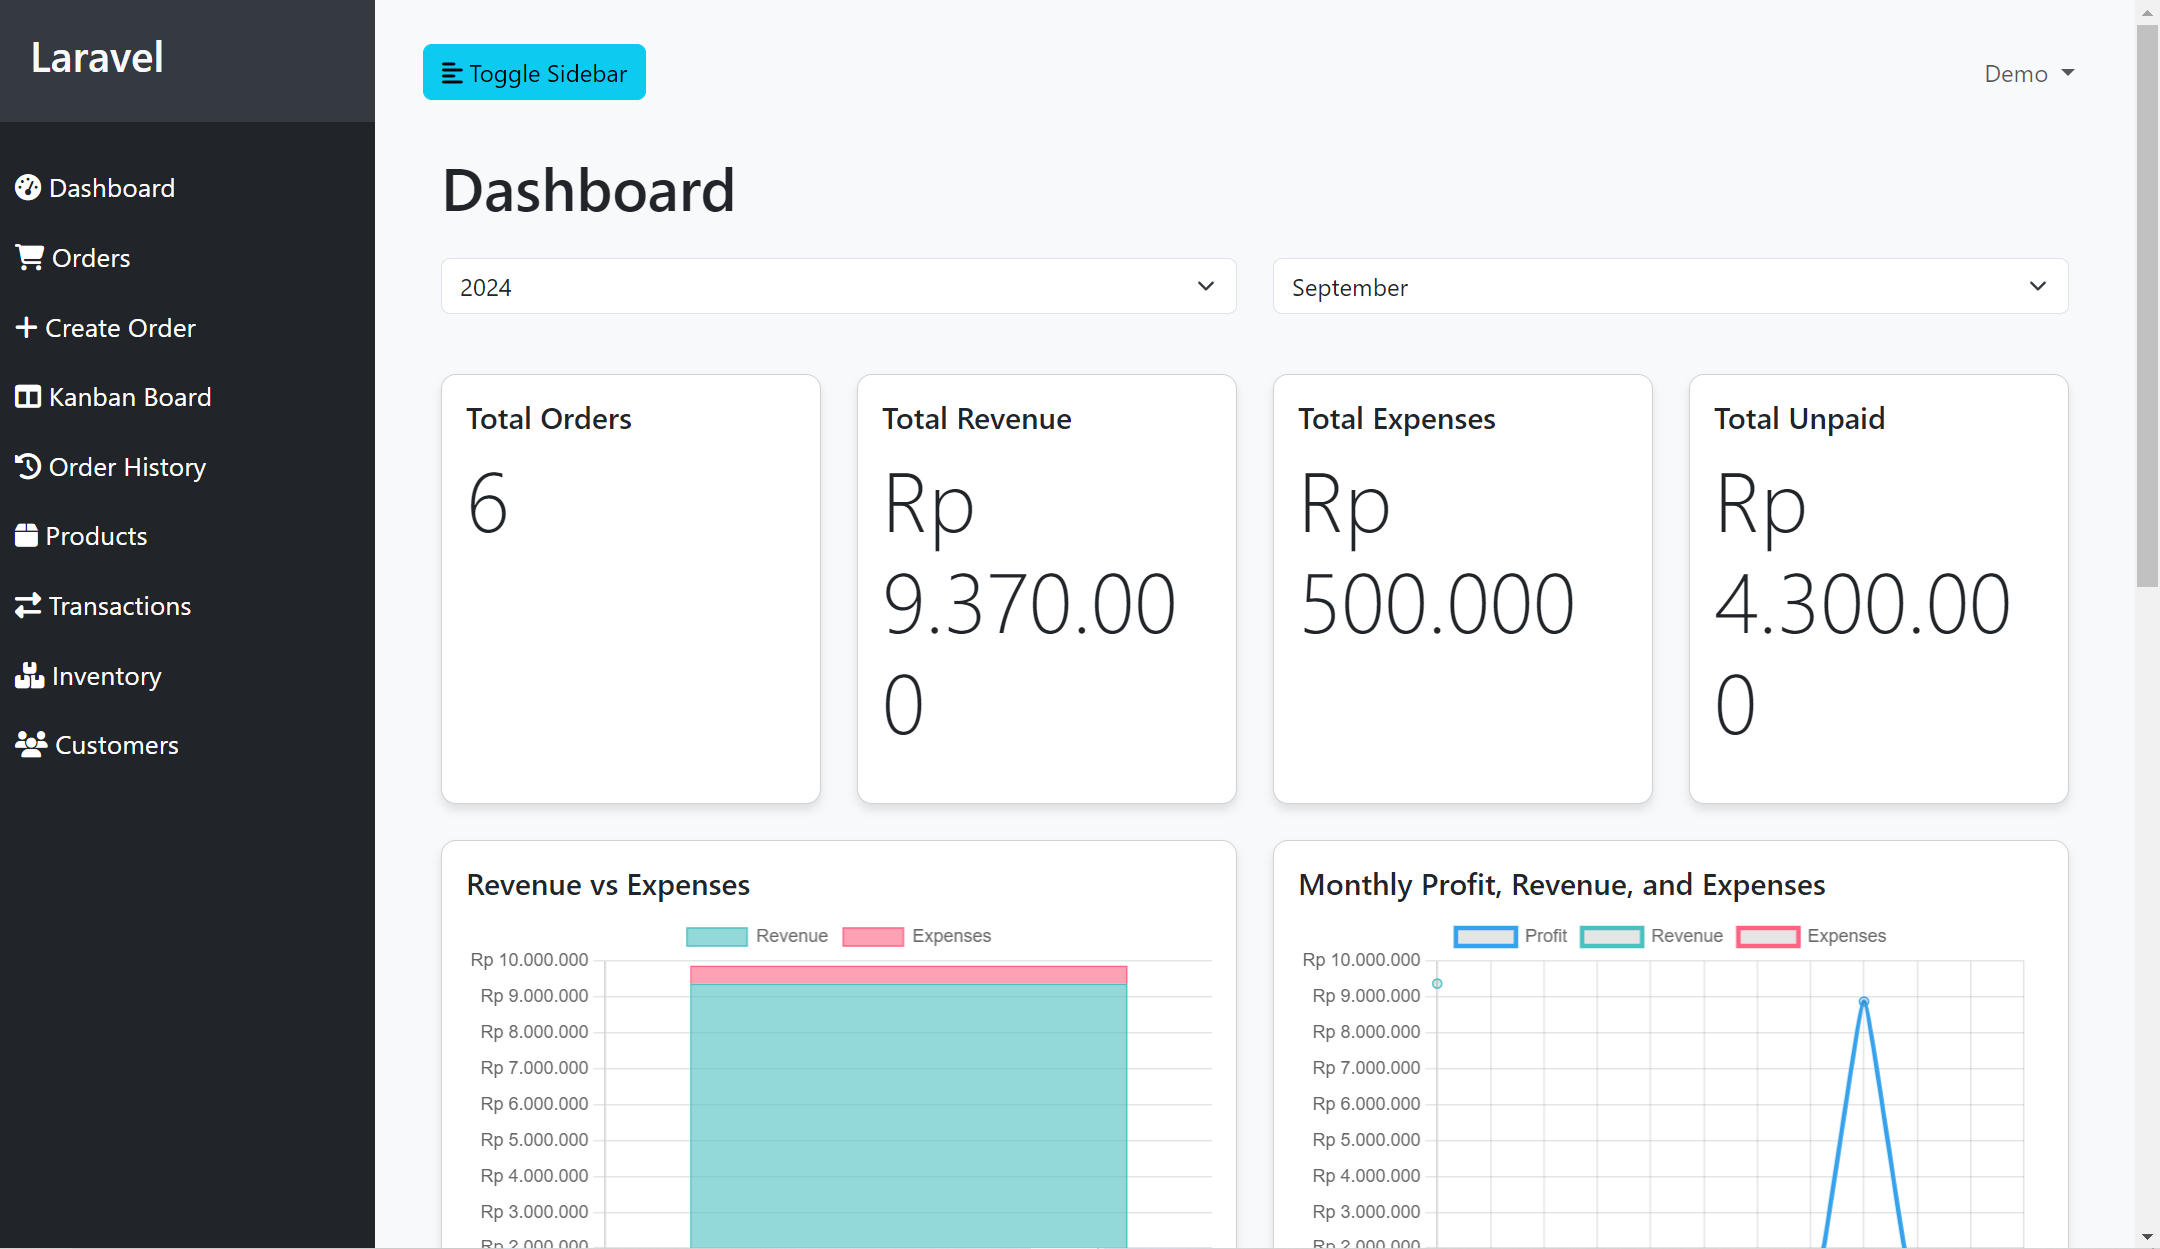 Laravel
Toggle Sidebar
Demo
Dashboard
Orders
Create Order
Kanban Board
Order History
Products
Transactions
Inventory
Customers
Dashboard
2024
September
Total Orders
6
Total Revenue
Rp
9.370.00
0
Total Expenses
Rp
500.000
Total Unpaid
Rp
4.300.00
0
Revenue vs Expenses
Revenue Expenses
Rp 10.000.000
Rp 9.000.000
Rp 8.000.000
Rp 7.000.000
Rp 6.000.000
Rp 5.000.000
Rp 4.000.000
Rp 3.000.000
Rp 2.000.000
Monthly Profit, Revenue, and Expenses
Profit Revenue Expenses
Rp 10.000.000
Rp 9.000.000
Rp 8.000.000
Rp 7.000.000
Rp 6.000.000
Rp 5.000.000
Rp 4.000.000
Rp 3.000.000
Rp 2.000.000